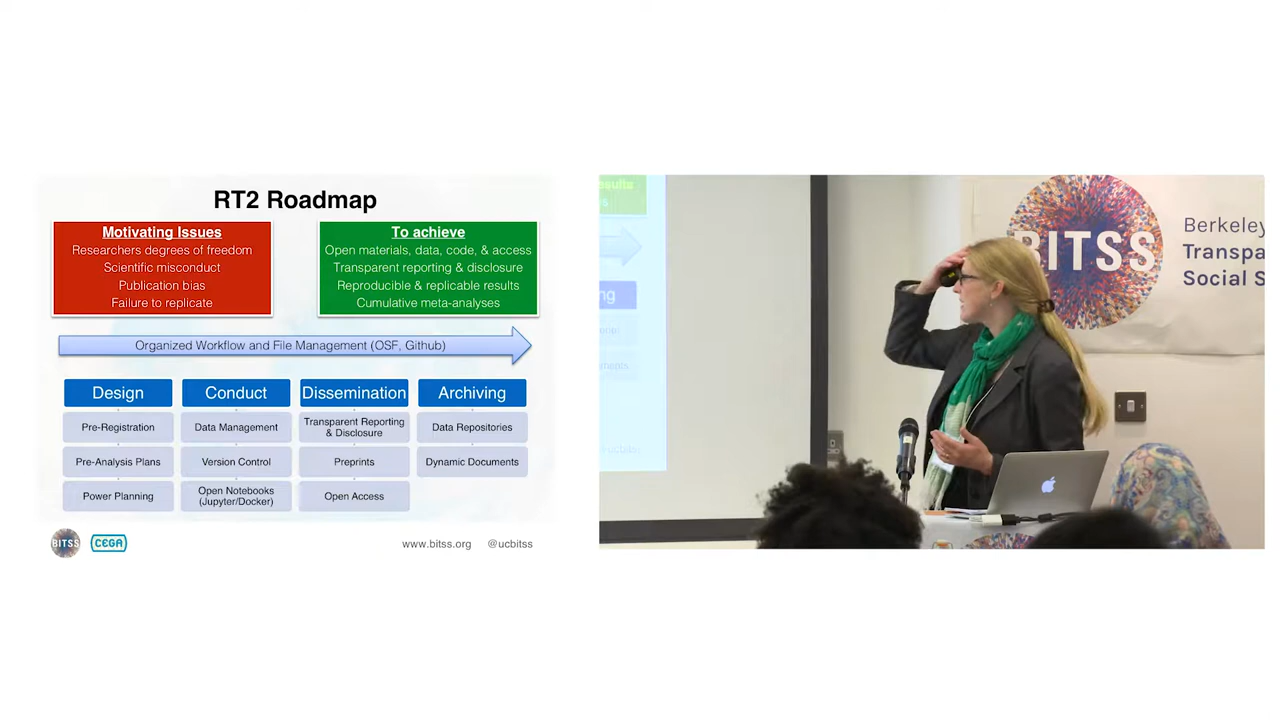 RT2 Roadmap
Motivating Issues
Researchers degrees of freedom
Scientific misconduct
Publication bias
Failure to replicate
To achieve
Open materials, data, code, & access
Transparent reporting & disclosure
Reproducible & replicable results
Cumulative meta-analyses
Organized Workflow and File Management (OSF, Github)
Design
Pre-Registration
Pre-Analysis Plans
Power Planning
Conduct
Data Management
Version Control
Open Notebooks
(Jupyter/Docker)
Dissemination
Transparent Reporting
& Disclosure
Preprints
Open Access
Archiving
Data Repositories
Dynamic Documents
BITSS
CEGA
www.bitss.org
@ucbitss
BITSS
Berkeley
Transpa
Social S